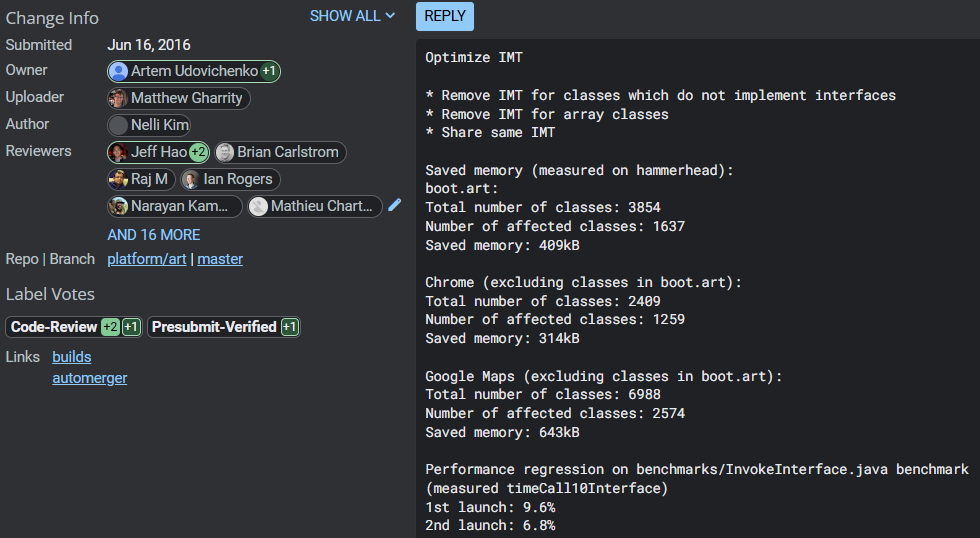 Change Info
SHOW ALL
Submitted Jun 16, 2016
Owner Artem Udovichenko +1
Uploader Matthew Gharrity
Author Nelli Kim
Reviewers Jeff Hao +2 Brian Carlstrom
Raj M Ian Rogers
Narayan Kam... Mathieu Chart...
AND 16 MORE
Repo | Branch platform/art | master
Label Votes
Code-Review +2 +1 Presubmit-Verified +1
Links builds
automerger
REPLY
Optimize IMT
* Remove IMT for classes which do not implement interfaces
* Remove IMT for array classes
* Share same IMT
Saved memory (measured on hammerhead):
boot.art:
Total number of classes: 3854
Number of affected classes: 1637
Saved memory: 409kB
Chrome (excluding classes in boot.art):
Total number of classes: 2409
Number of affected classes: 1259
Saved memory: 314kB
Google Maps (excluding classes in boot.art):
Total number of classes: 6988
Number of affected classes: 2574
Saved memory: 643kB
Performance regression on benchmarks/InvokeInterface.java benchmark
(measured timeCall10Interface)
1st launch: 9.6%
2nd launch: 6.8%